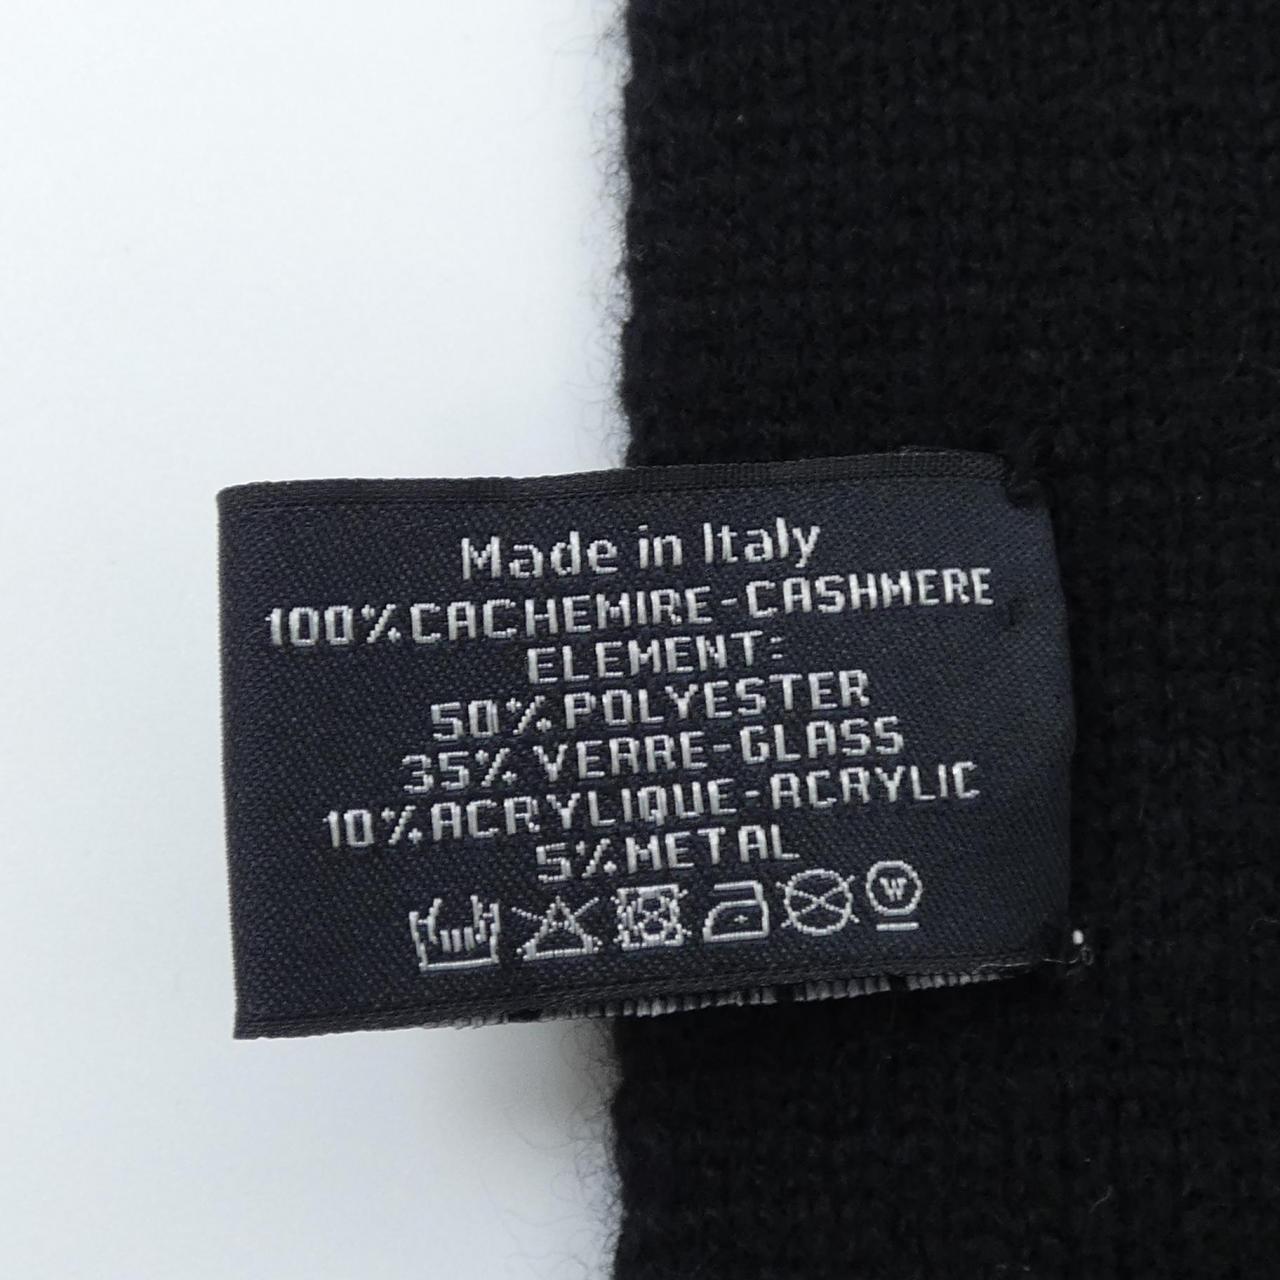 Made in Italy
100% CACHEMIRE-CASHMERE
ELEMENT:
50% POLYESTER
35% VERRE-GLASS
10% ACRYLIQUE-ACRYLIC
5% METAL
W